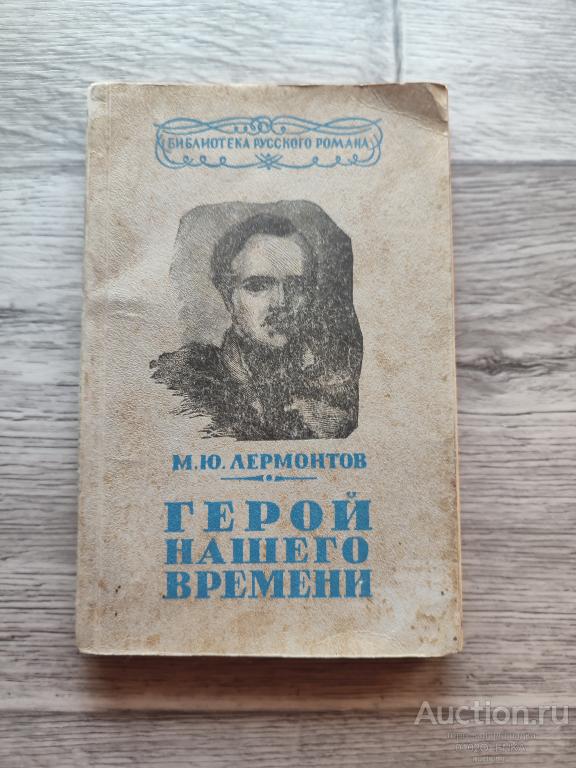 БИБЛИОТЕКА РУССКОГО РОМАНА
М.Ю. ЛЕРМОНТОВ
ГЕРОЙ
НАШЕГО
ВРЕМЕНИ
Auction.ru